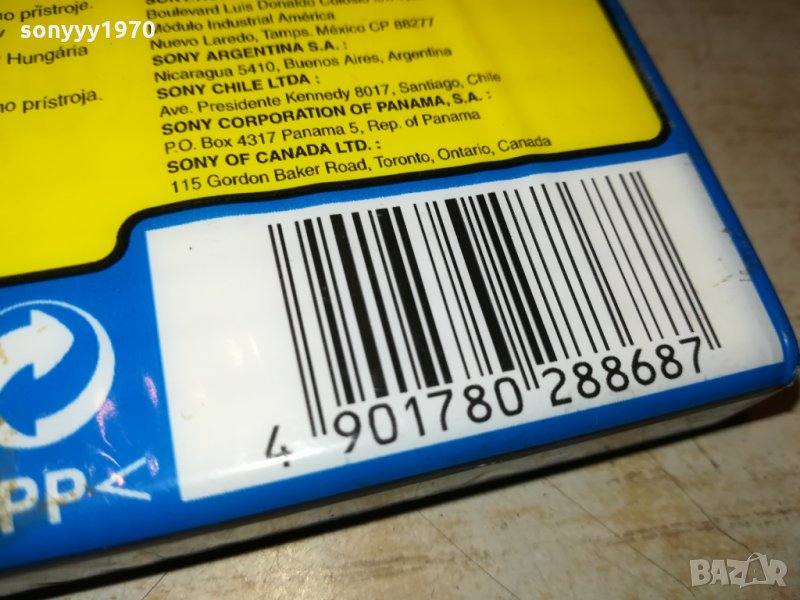 sonyyy1970
no přistroje.
y
Hungária
no prístroja.
Boulevard Luis Donaldo Colosio
Módulo Industrial América
Nuevo Laredo, Tamps. México CP 88277
SONY ARGENTINA S.A. :
Nicaragua 5410, Buenos Aires, Argentina
SONY CHILE LTDA :
Ave. Presidente Kennedy 8017, Santiago, Chile
SONY CORPORATION OF PANAMA, S.A. :
P.O. Box 4317 Panama 5, Rep. of Panama
SONY OF CANADA LTD. :
115 Gordon Baker Road, Toronto, Ontario, Canada
4 901780 288687
PP<
BAZAR